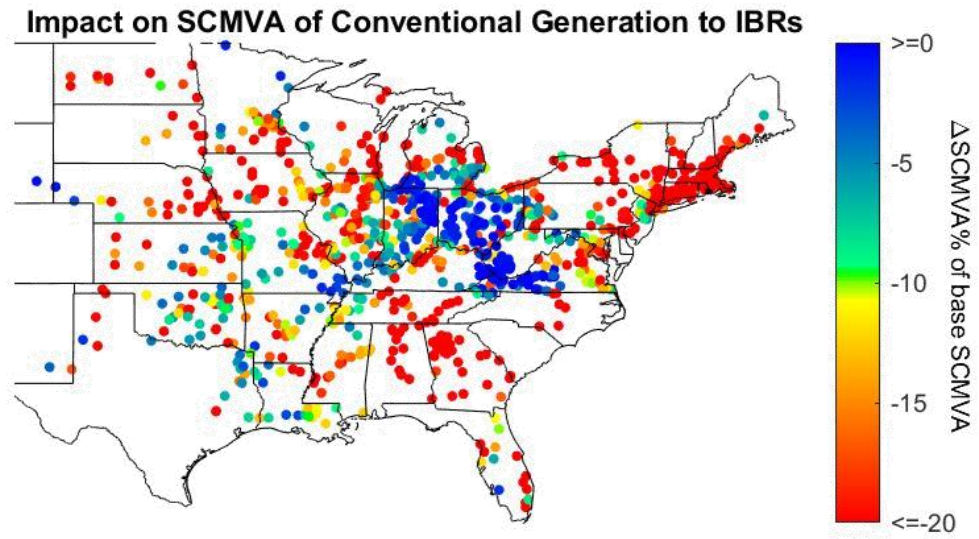 Impact on SCMVA of Conventional Generation to IBRs
>=0
-5
-10
-15
<=-20
ΔSCMVA% of base SCMVA